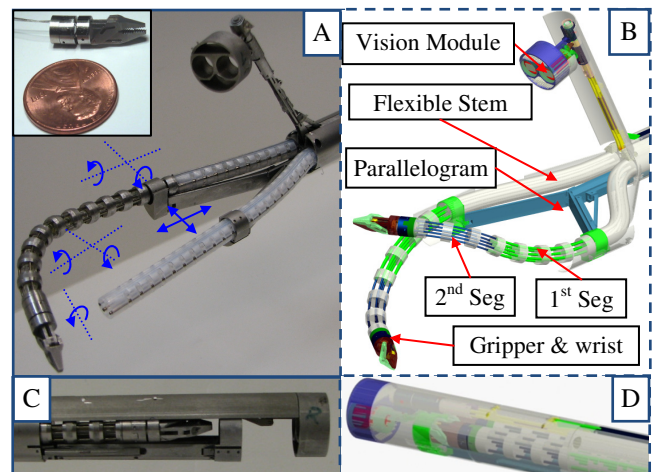 A
B
Vision Module
Flexible Stem
Parallelogram
2nd Seg
1st Seg
Gripper & wrist
C
D